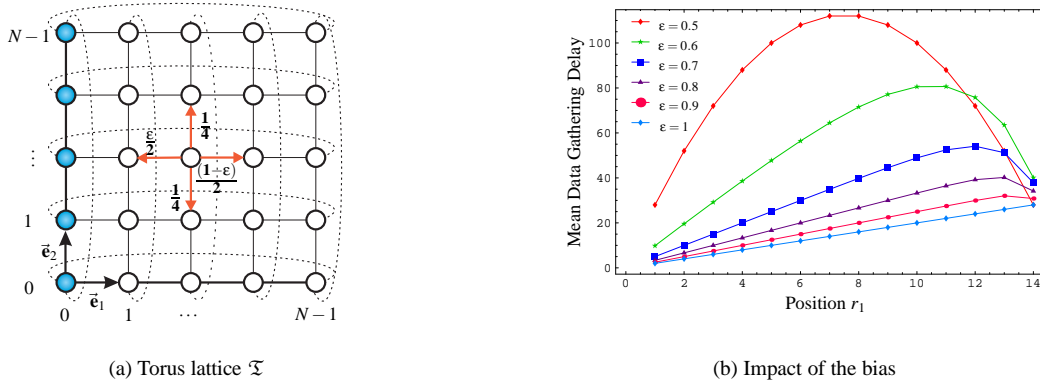 N−1
⋮
1
0
ε/2
1/4
(1−ε)/2
1/4
e⃗₂
e⃗₁
0 1 ⋯ N−1
(a) Torus lattice 𝔗
Mean Data Gathering Delay
100
80
60
40
20
0
ε = 0.5
ε = 0.6
ε = 0.7
ε = 0.8
ε = 0.9
ε = 1
0 2 4 6 8 10 12 14
Position r₁
(b) Impact of the bias